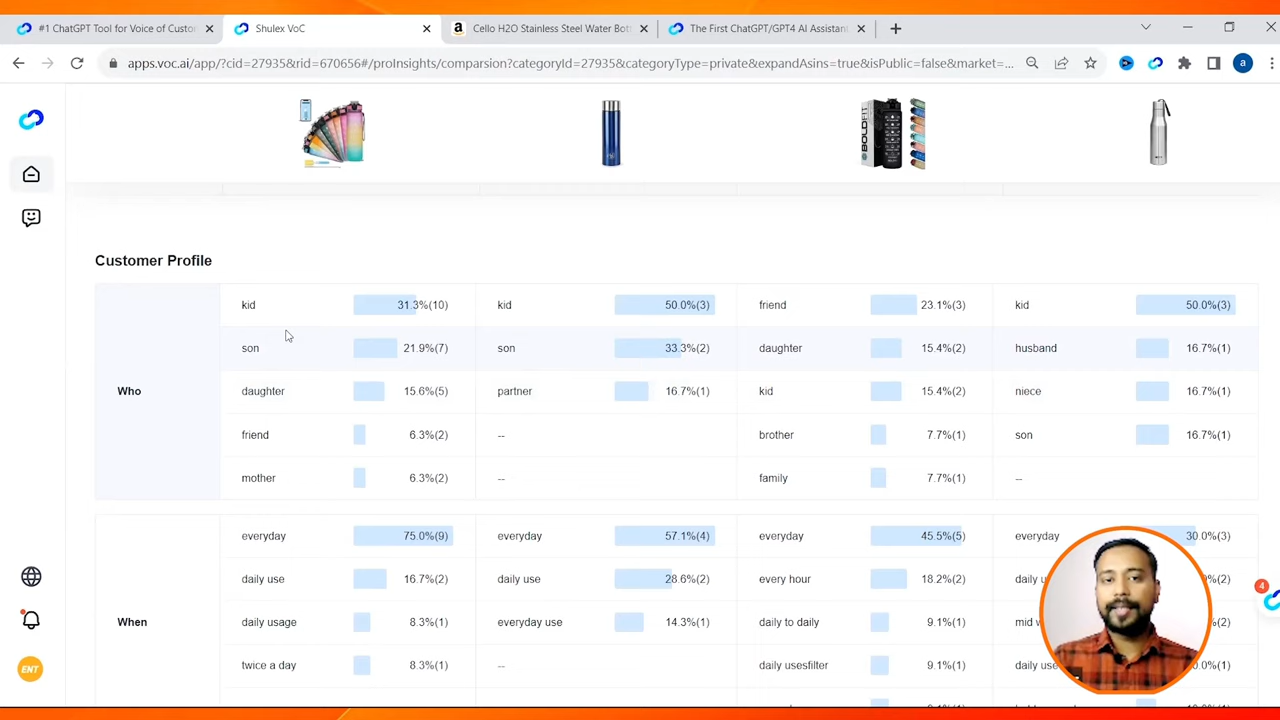 #1 ChatGPT Tool for Voice of Custo
Shulex VoC
Cello H2O Stainless Steel Water Bot
The First ChatGPT/GPT4 AI Assistant
apps.voc.ai/app/?cid=27935&rid=670656#/proInsights/comparsion?categoryId=27935&categoryType=private&expandAsins=true&isPublic=false&market=...
a
BOLDFIT
Customer Profile
Who
kid 31.3%(10) kid 50.0%(3) friend 23.1%(3) kid 50.0%(3)
son 21.9%(7) son 33.3%(2) daughter 15.4%(2) husband 16.7%(1)
daughter 15.6%(5) partner 16.7%(1) kid 15.4%(2) niece 16.7%(1)
friend 6.3%(2) -- brother 7.7%(1) son 16.7%(1)
mother 6.3%(2) -- family 7.7%(1) --
When
everyday 75.0%(9) everyday 57.1%(4) everyday 45.5%(5) everyday 30.0%(3)
daily use 16.7%(2) daily use 28.6%(2) every hour 18.2%(2) daily
daily usage 8.3%(1) everyday use 14.3%(1) daily to daily 9.1%(1) mid
twice a day 8.3%(1) -- daily usesfilter 9.1%(1) daily
4
ENT